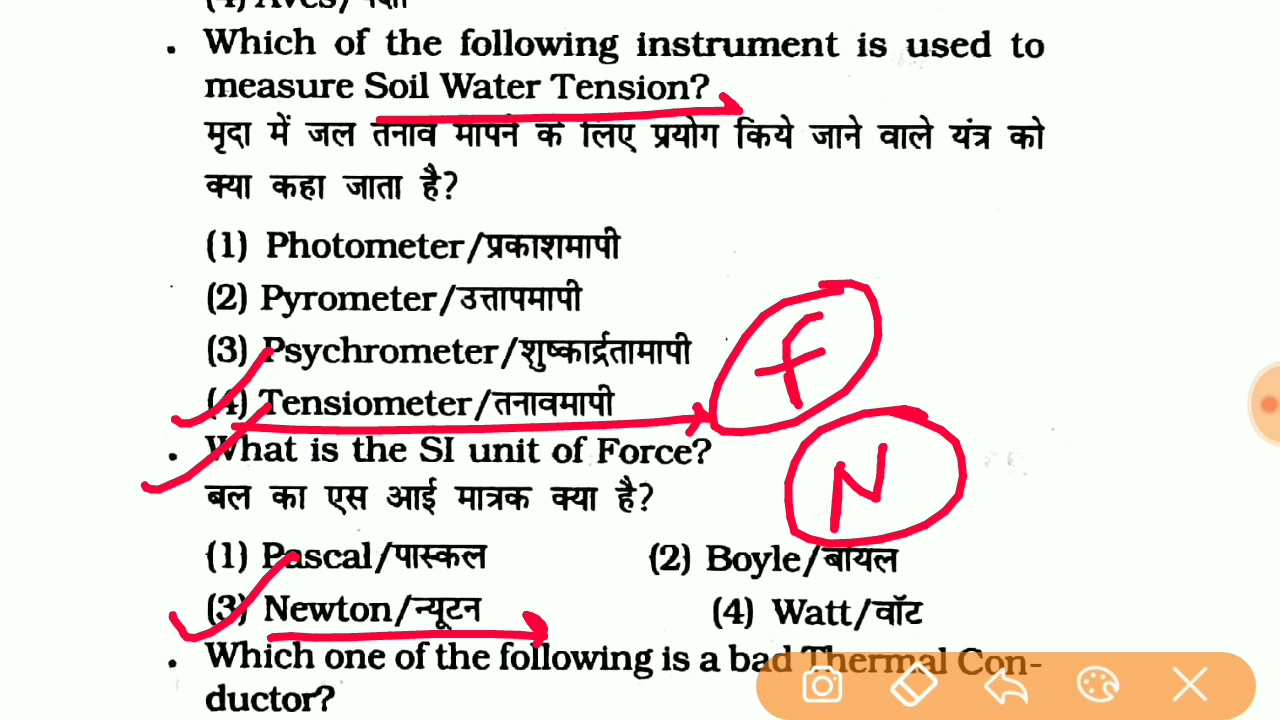 (4) Aves/पक्षी
. Which of the following instrument is used to
measure Soil Water Tension?
मृदा में जल तनाव मापने के लिए प्रयोग किये जाने वाले यंत्र को
क्या कहा जाता है?
(1) Photometer/प्रकाशमापी
(2) Pyrometer/उत्तापमापी
(3) Psychrometer/शुष्कार्द्रतामापी
(4) Tensiometer/तनावमापी
f
. What is the SI unit of Force?
N
बल का एस आई मात्रक क्या है?
(1) Pascal/पास्कल (2) Boyle/बॉयल
(3) Newton/न्यूटन (4) Watt/वॉट
. Which one of the following is a bad Thermal Con-
ductor?